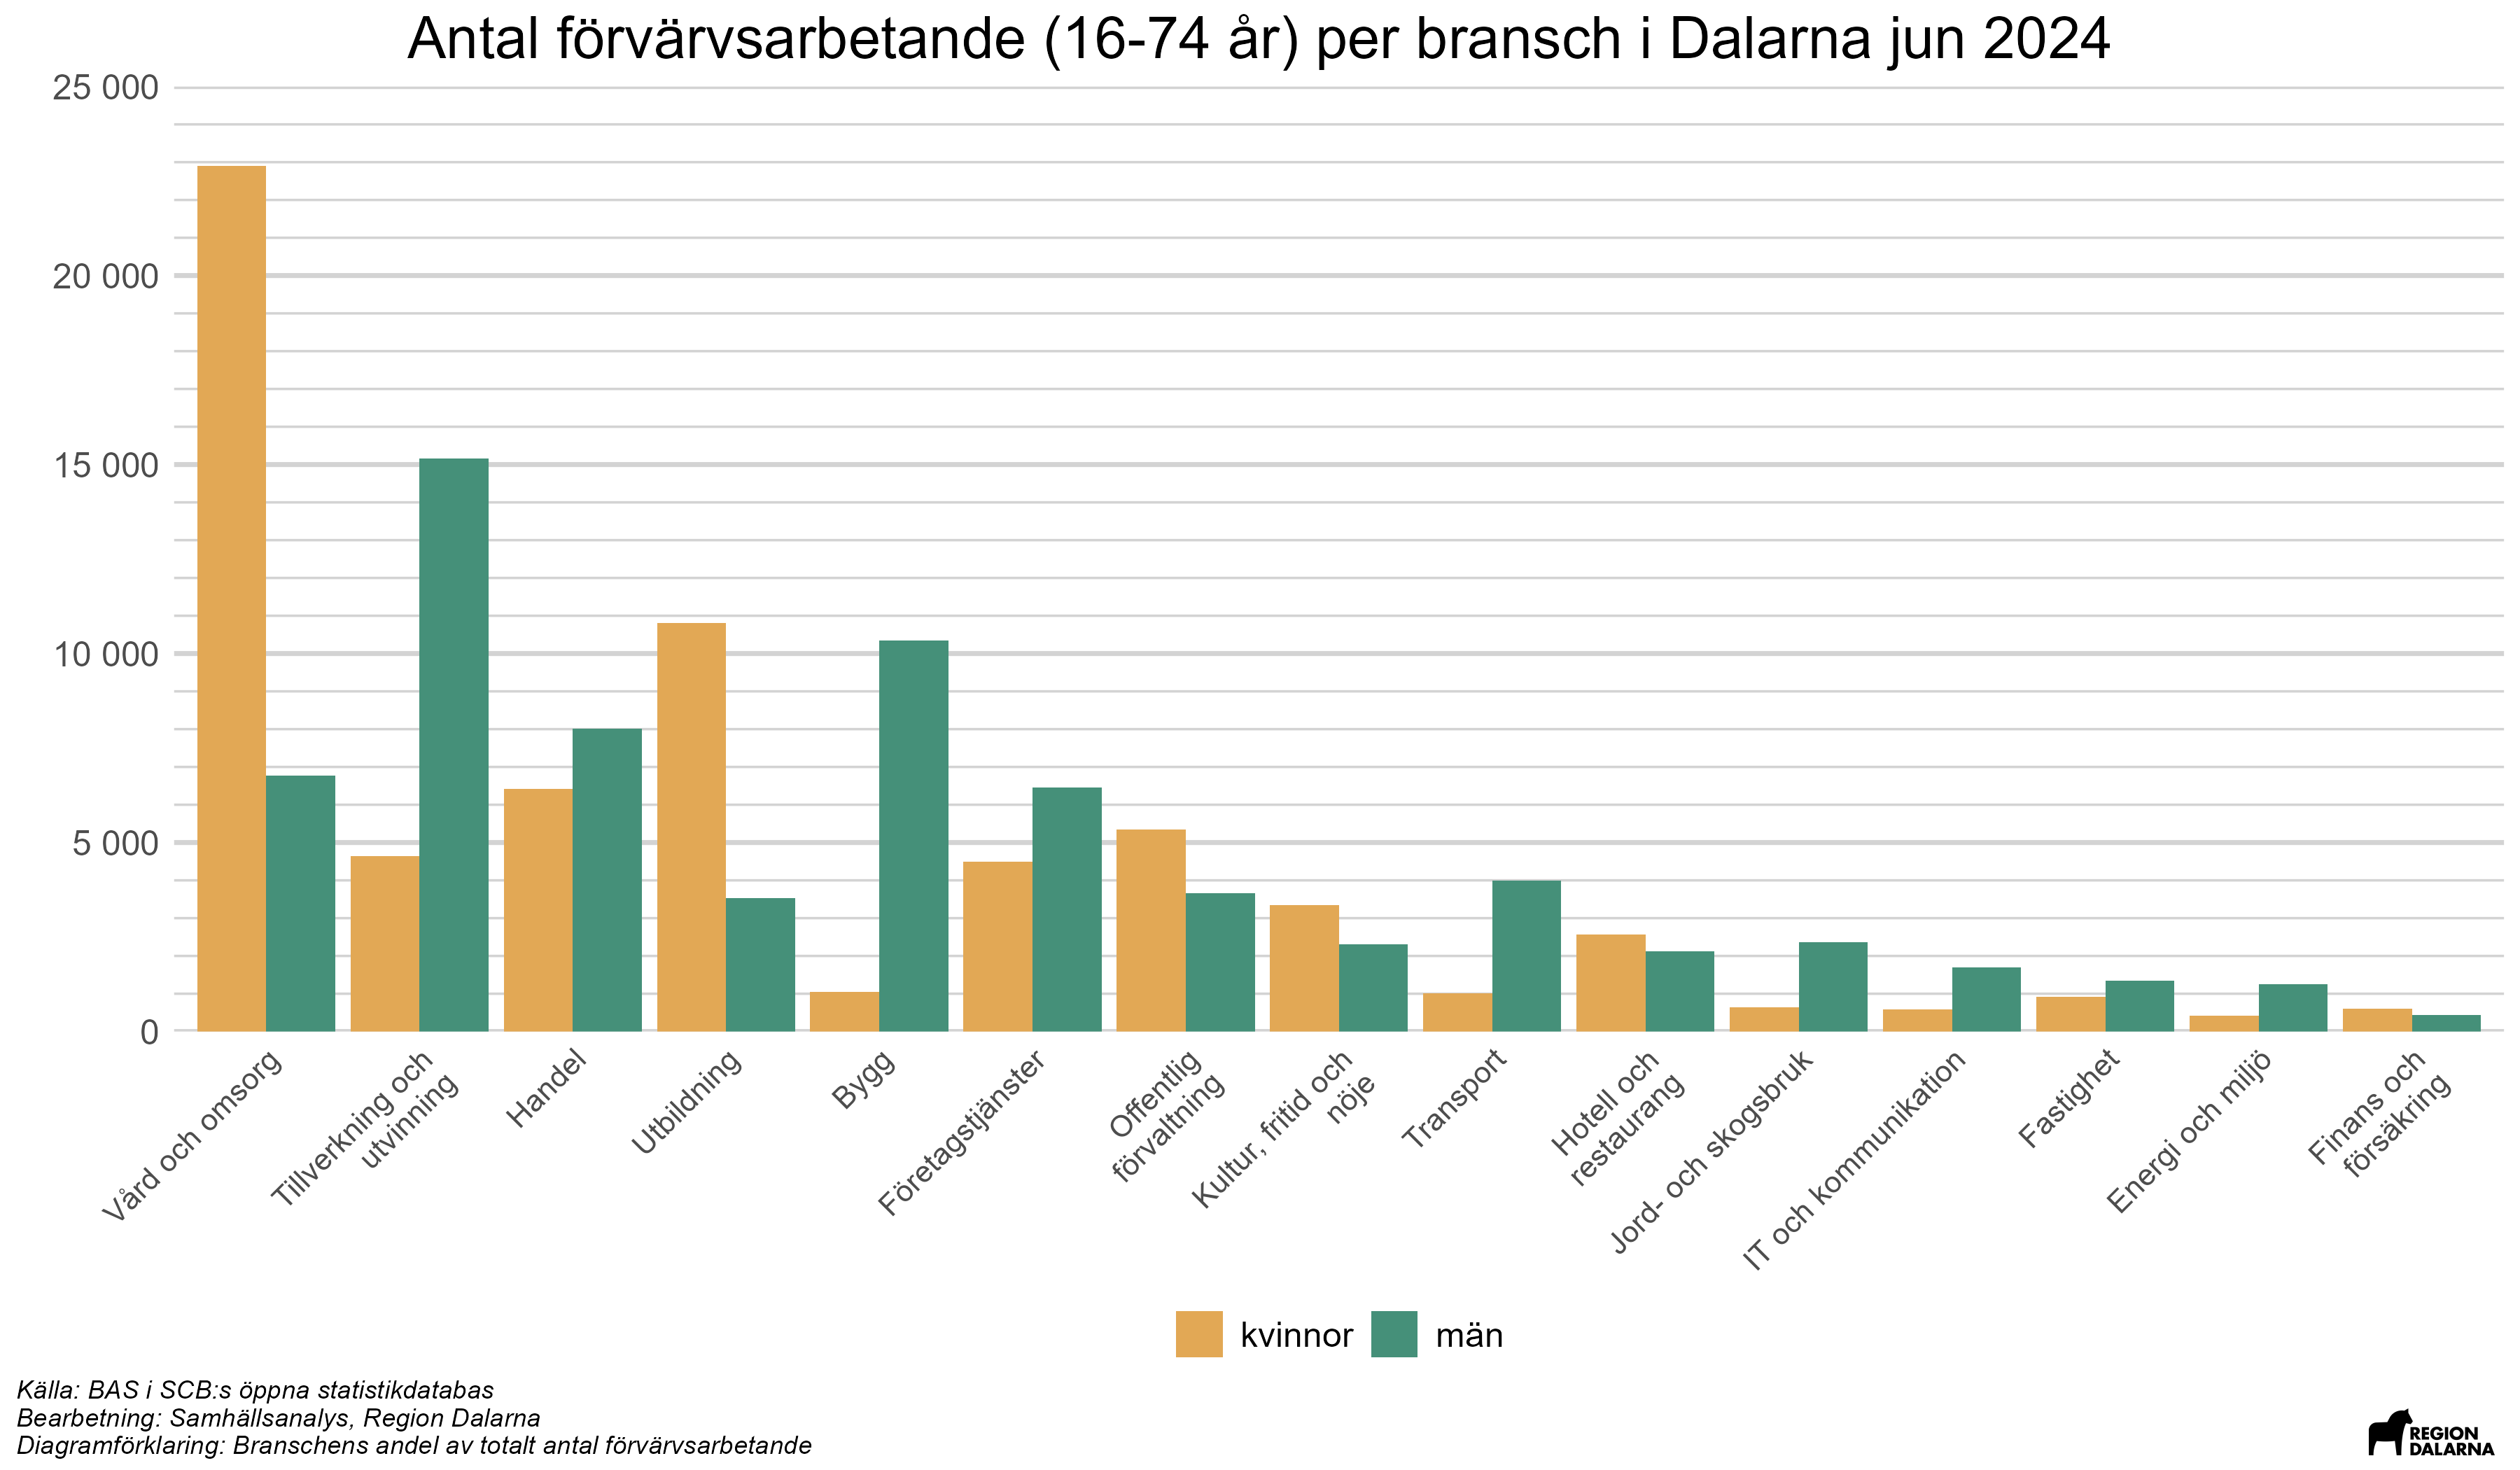 Antal förvärvsarbetande (16-74 år) per bransch i Dalarna jun 2024
25 000
20 000
15 000
10 000
5 000
0
Vård och omsorg
Tillverkning och
utvinning
Handel
Utbildning
Bygg
Företagstjänster
Offentlig
förvaltning
Kultur, fritid och
nöje
Transport
Hotell och
restaurang
Jord- och skogsbruk
IT och kommunikation
Fastighet
Energi och miljö
Finans och
försäkring
kvinnor
män
Källa: BAS i SCB:s öppna statistikdatabas
Bearbetning: Samhällsanalys, Region Dalarna
Diagramförklaring: Branschens andel av totalt antal förvärvsarbetande
REGION
DALARNA